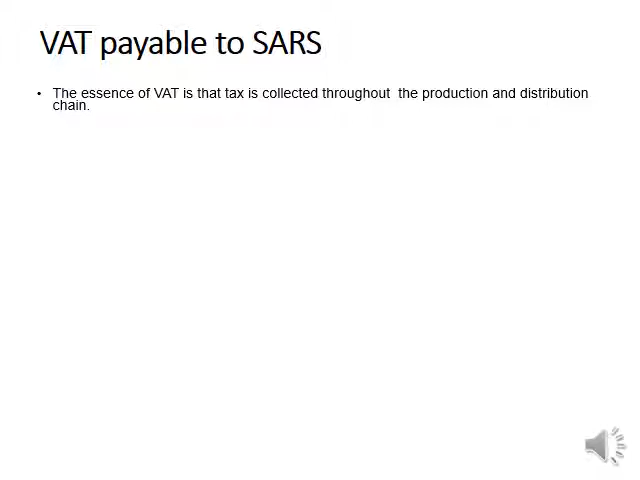 VAT payable to SARS
• The essence of VAT is that tax is collected throughout  the production and distribution
chain.